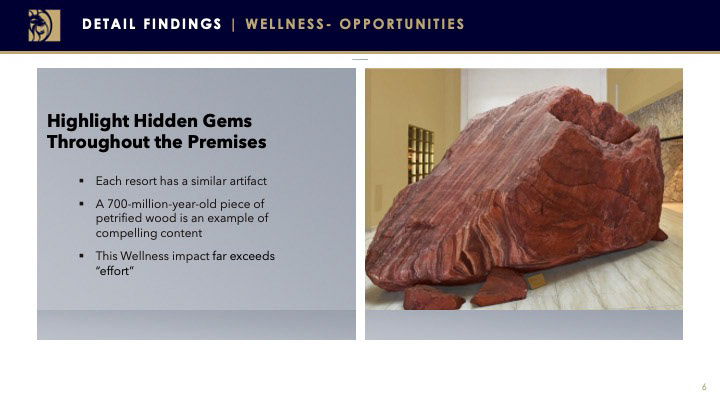 DETAIL FINDINGS | WELLNESS- OPPORTUNITIES
Highlight Hidden Gems
Throughout the Premises
▪ Each resort has a similar artifact
▪ A 700-million-year-old piece of
petrified wood is an example of
compelling content
▪ This Wellness impact far exceeds
“effort”
6